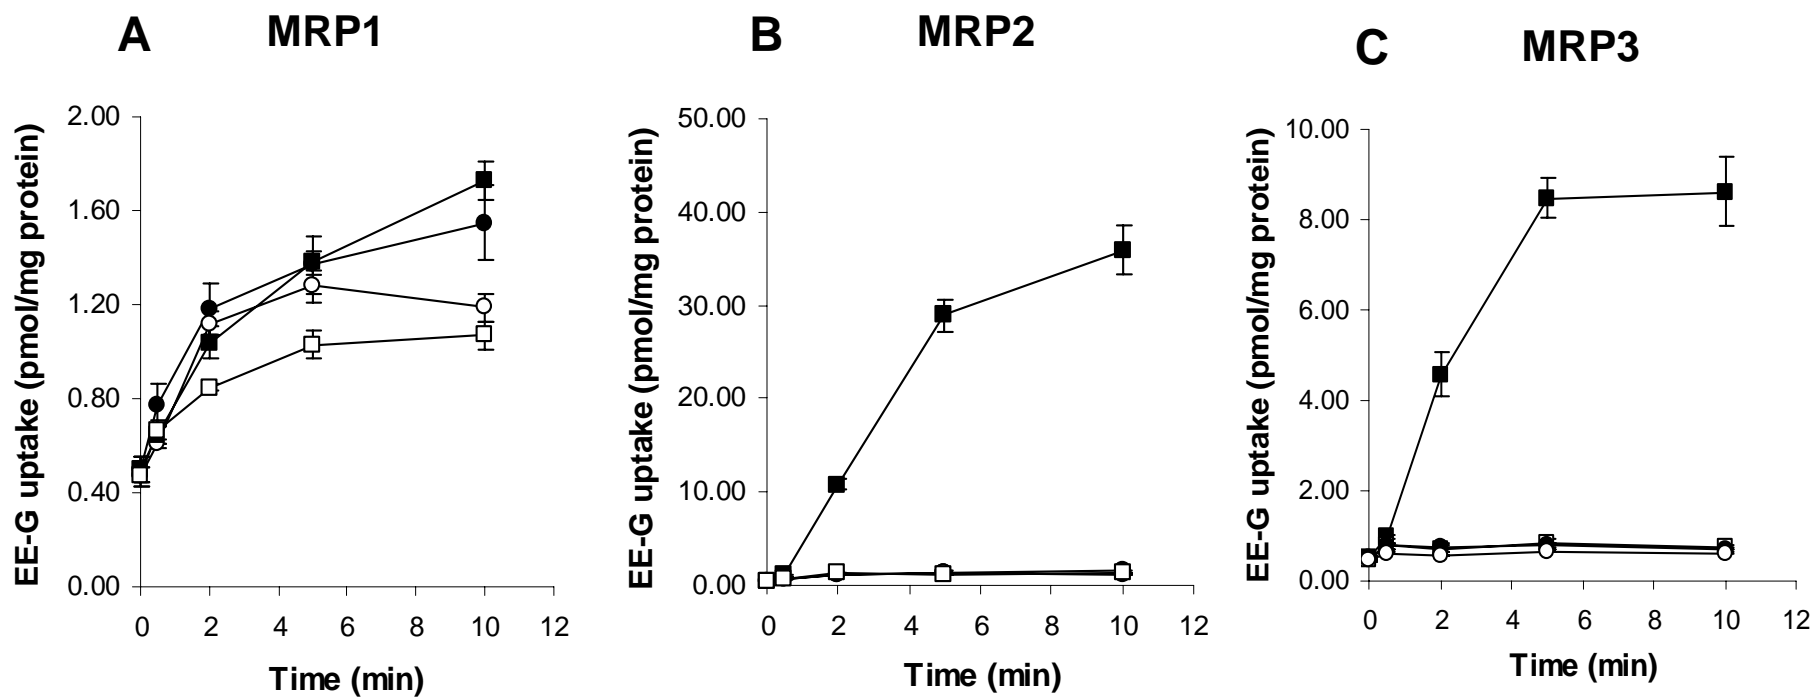 A MRP1
EE-G uptake (pmol/mg protein)
2.00
1.60
1.20
0.80
0.40
0.00
0 2 4 6 8 10 12
Time (min)
B MRP2
EE-G uptake (pmol/mg protein)
50.00
40.00
30.00
20.00
10.00
0.00
0 2 4 6 8 10 12
Time (min)
C MRP3
EE-G uptake (pmol/mg protein)
10.00
8.00
6.00
4.00
2.00
0.00
0 2 4 6 8 10 12
Time (min)